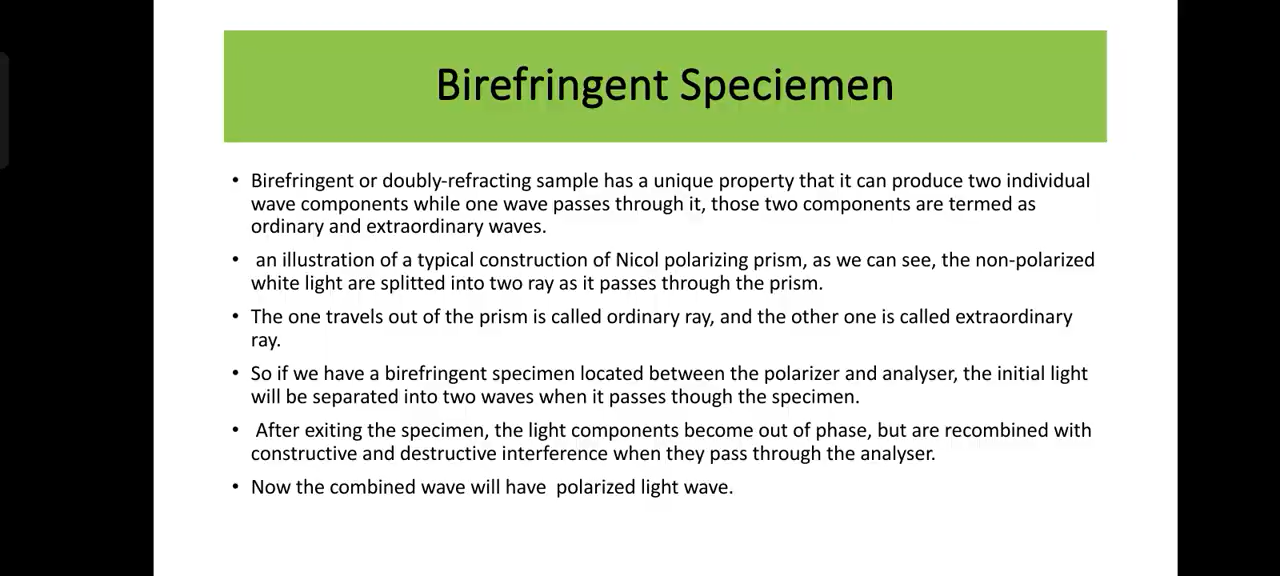 Birefringent Speciemen
• Birefringent or doubly-refracting sample has a unique property that it can produce two individual
wave components while one wave passes through it, those two components are termed as
ordinary and extraordinary waves.
• an illustration of a typical construction of Nicol polarizing prism, as we can see, the non-polarized
white light are splitted into two ray as it passes through the prism.
• The one travels out of the prism is called ordinary ray, and the other one is called extraordinary
ray.
• So if we have a birefringent specimen located between the polarizer and analyser, the initial light
will be separated into two waves when it passes though the specimen.
• After exiting the specimen, the light components become out of phase, but are recombined with
constructive and destructive interference when they pass through the analyser.
• Now the combined wave will have  polarized light wave.